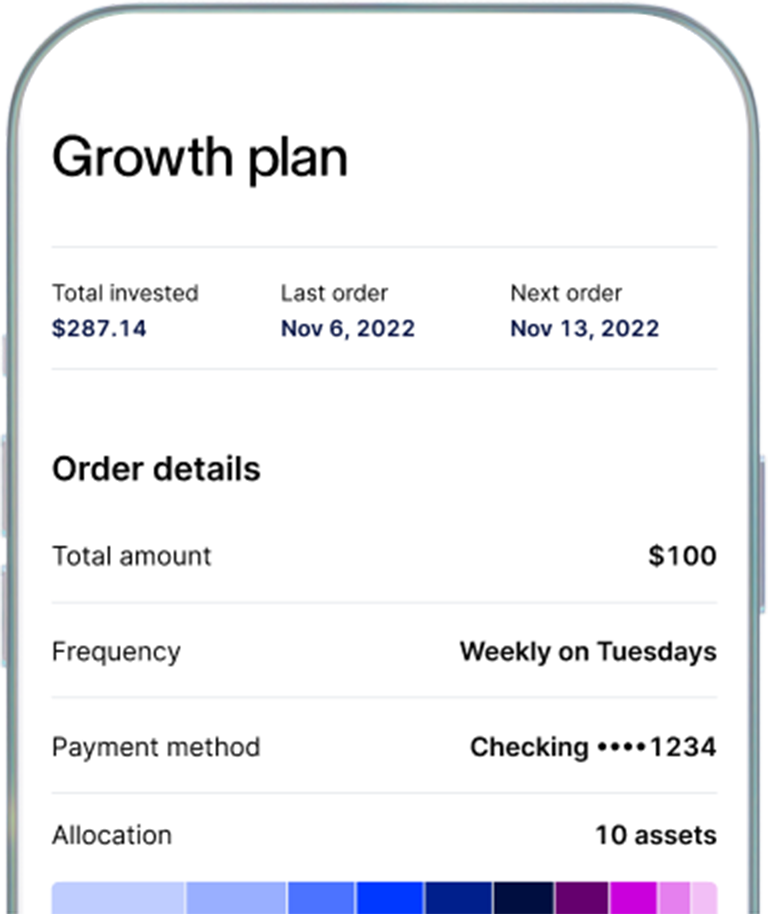 Growth plan
Total invested Last order Next order
$287.14 Nov 6, 2022 Nov 13, 2022
Order details
Total amount $100
Frequency Weekly on Tuesdays
Payment method Checking ••••1234
Allocation 10 assets